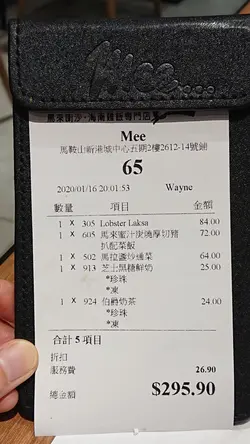 Mee
馬鞍山新港城中心五期2樓2612-14號鋪
65
2020/01/16 20:01:53 Wayne
數量 項目 金額
1 X 305 Lobster Laksa 84.00
1 X 605 馬來蜜汁炭燒厚切豬 72.00
扒配菜飯
1 X 502 馬拉盞炒通菜 64.00
1 X 913 芝士黑糖鮮奶 25.00
*珍珠
*凍
1 X 924 伯爵奶茶 24.00
*珍珠
*凍
合計 5 項目
折扣
服務費 26.90
總金額 $295.90